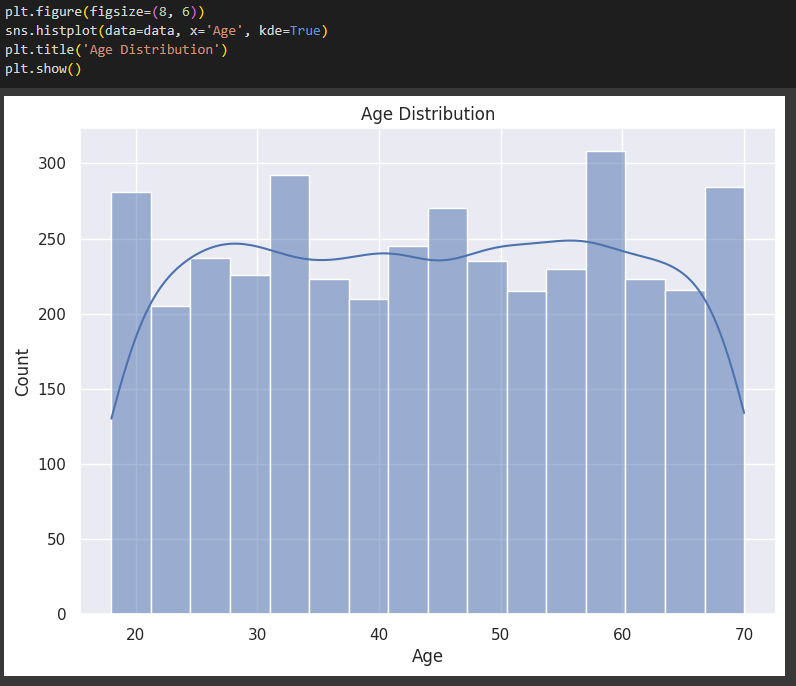 plt.figure(figsize=(8, 6))
sns.histplot(data=data, x='Age', kde=True)
plt.title('Age Distribution')
plt.show()
Age Distribution
300
250
200
150
100
50
0
Count
20 30 40 50 60 70
Age